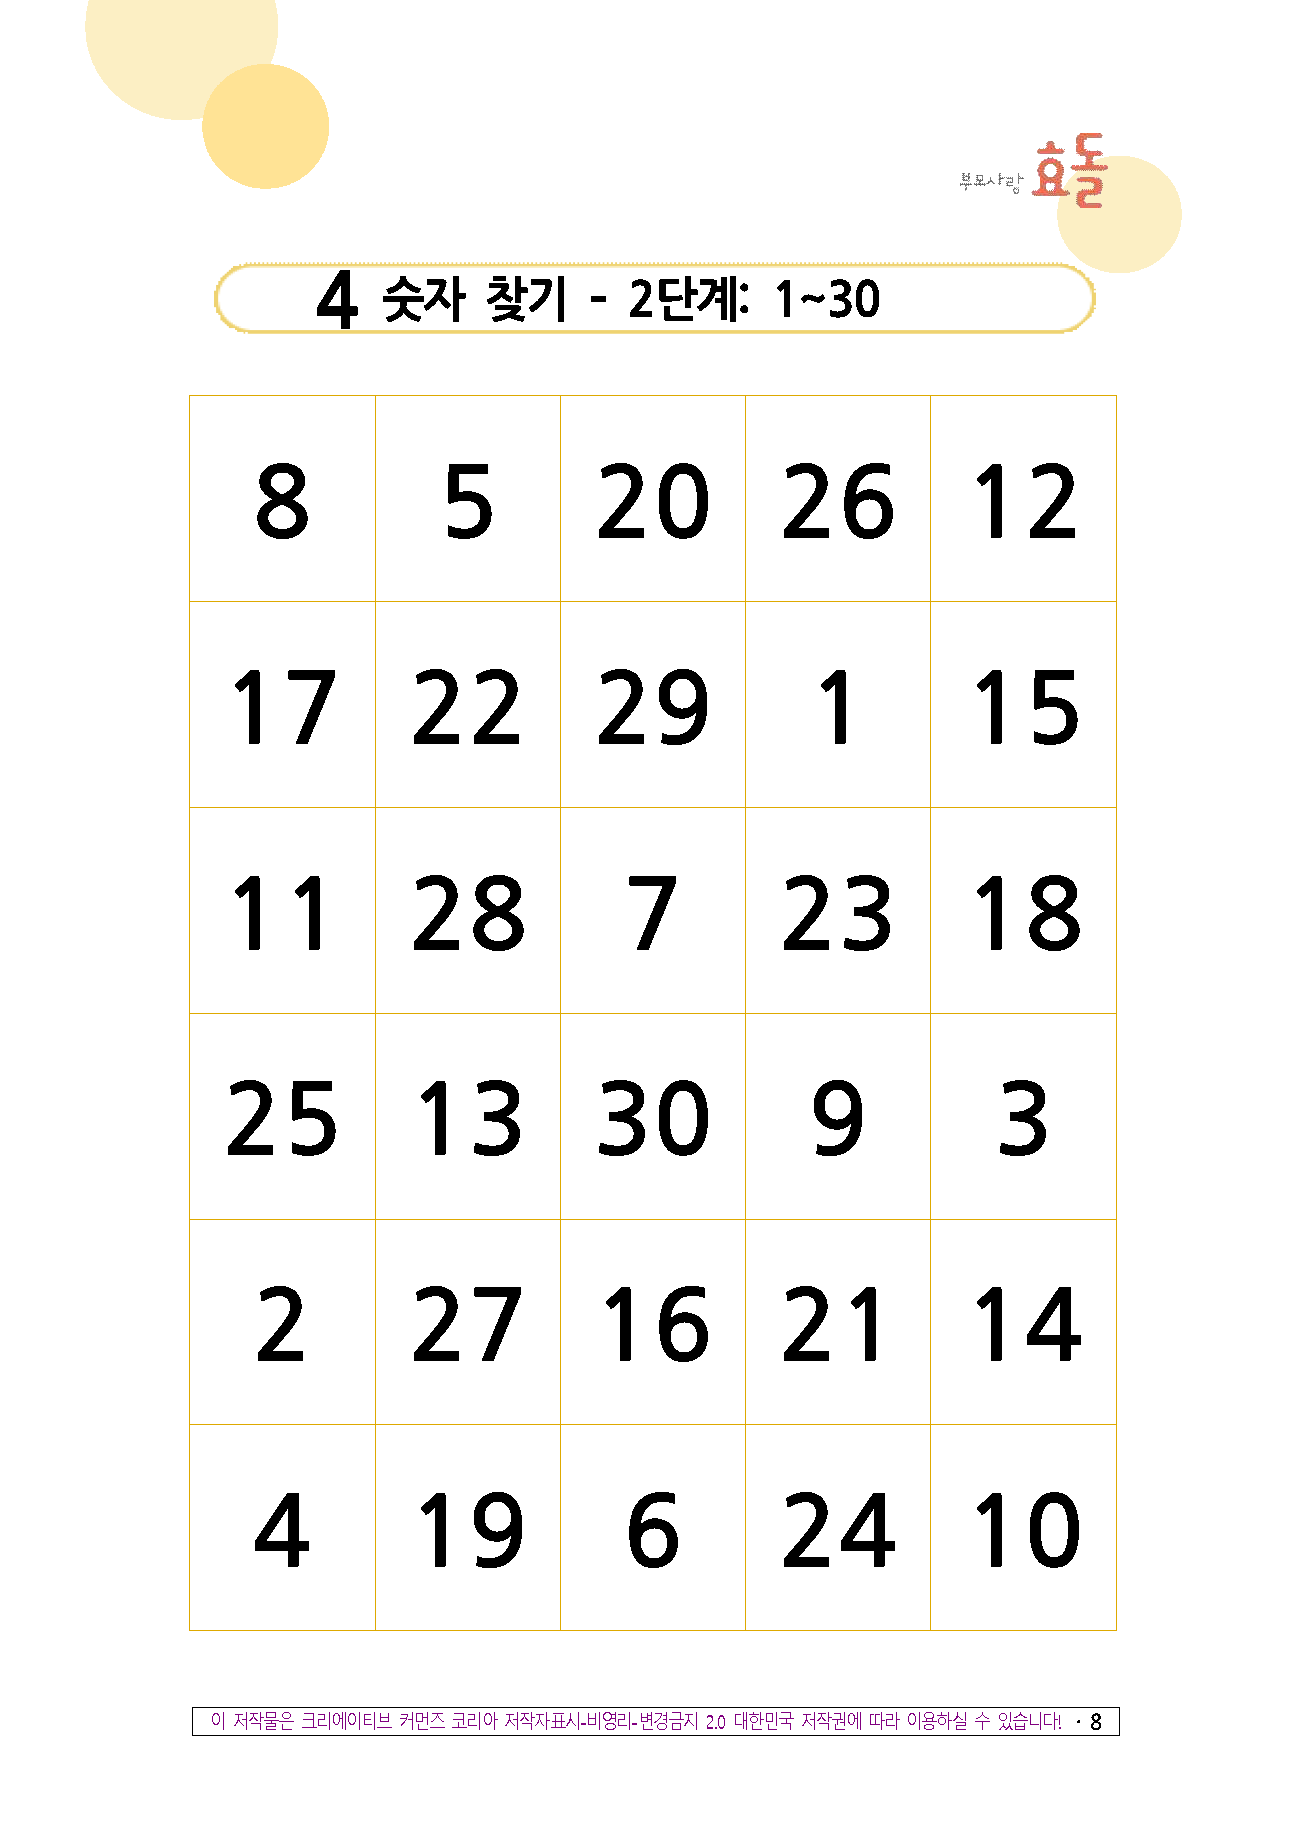 부모사랑 효돌
4 숫자 찾기 - 2단계: 1~30
8 5 20 26 12
17 22 29 1 15
11 28 7 23 18
25 13 30 9 3
2 27 16 21 14
4 19 6 24 10
이 저작물은 크리에이티브 커먼즈 코리아 저작자표시-비영리-변경금지 2.0 대한민국 저작권에 따라 이용하실 수 있습니다! · 8